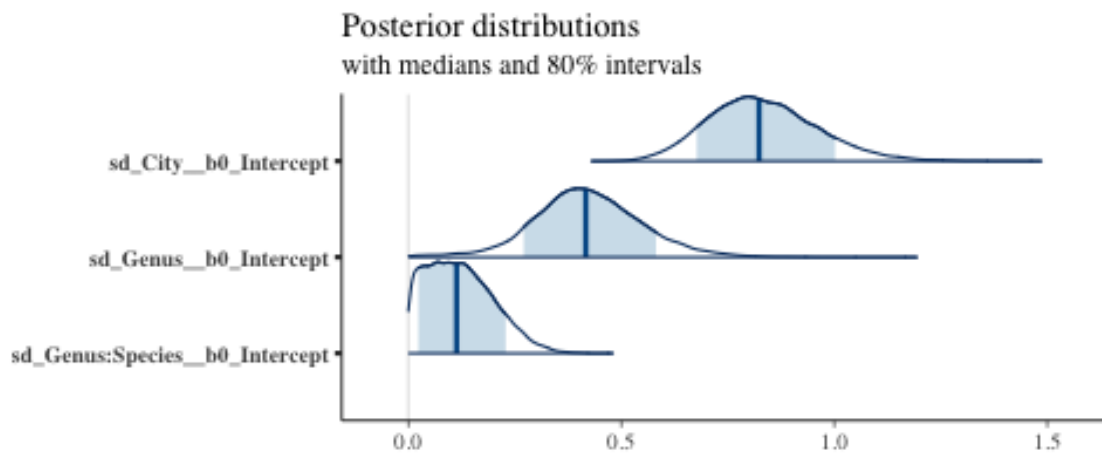 Posterior distributions
with medians and 80% intervals
sd_City__b0_Intercept
sd_Genus__b0_Intercept
sd_Genus:Species__b0_Intercept
0.0 0.5 1.0 1.5